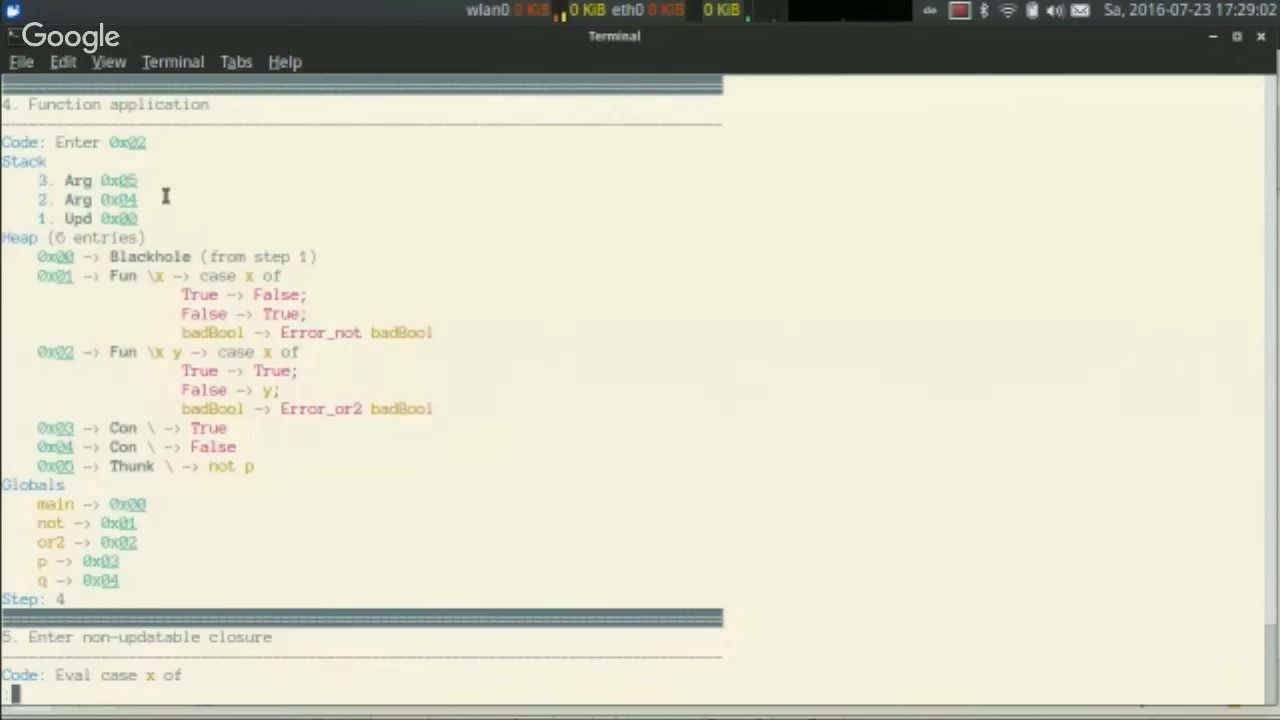 wlan0 0 KiB 0 KiB eth0 0 KiB 0 KiB de Sa, 2016-07-23 17:29:02
Google
Terminal
File Edit View Terminal Tabs Help
4. Function application
Code: Enter 0x02
Stack
3. Arg 0x05
2. Arg 0x04
1. Upd 0x00
Heap (6 entries)
0x00 -> Blackhole (from step 1)
0x01 -> Fun \x -> case x of
True -> False;
False -> True;
badBool -> Error_not badBool
0x02 -> Fun \x y -> case x of
True -> True;
False -> y;
badBool -> Error_or2 badBool
0x03 -> Con \ -> True
0x04 -> Con \ -> False
0x05 -> Thunk \ -> not p
Globals
main -> 0x00
not -> 0x01
or2 -> 0x02
p -> 0x03
q -> 0x04
Step: 4
5. Enter non-updatable closure
Code: Eval case x of
: